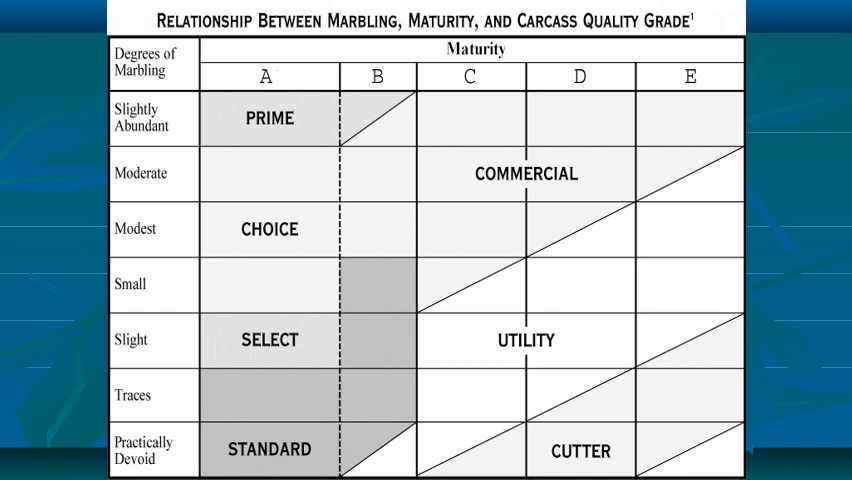 RELATIONSHIP BETWEEN MARBLING, MATURITY, AND CARCASS QUALITY GRADE¹
Degrees of
Marbling
Maturity
A B C D E
Slightly
Abundant
PRIME
Moderate
COMMERCIAL
Modest
CHOICE
Small
Slight
SELECT
UTILITY
Traces
Practically
Devoid
STANDARD
CUTTER